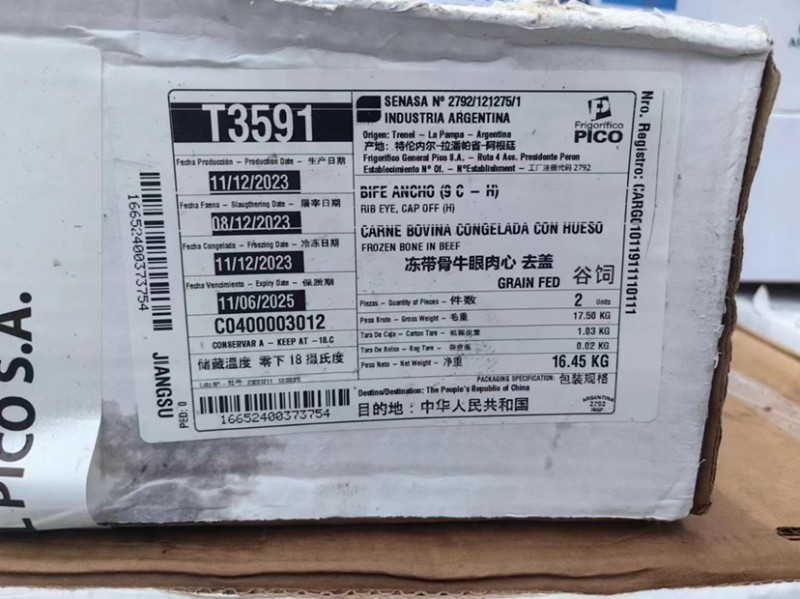 T3591
SENASA Nº 2792/121275/1
INDUSTRIA ARGENTINA
Frigorífico
PICO
Origen: Trenel - La Pampa - Argentina
产地: 特伦内尔-拉潘帕省-阿根廷
Frigorifico General Pico S.A. - Ruta 4 Acc. Presidente Peron
Establecimiento Nº Of. - NºEstablishment - 工厂注册代码 2792
Fecha Producción - Production Date - 生产日期
11/12/2023
Fecha Faena - Slaugthering Date - 屠宰日期
08/12/2023
Fecha Congelado - Freezing Date - 冷冻日期
11/12/2023
Fecha Vencimiento - Expiry Date - 保质期
11/06/2025
C0400003012
CONSERVAR A - KEEP AT -18.C
储藏温度 零下18摄氏度
BIFE ANCHO (9 C - H)
RIB EYE, CAP OFF (H)
CARNE BOVINA CONGELADA CON HUESO
FROZEN BONE IN BEEF
冻带骨牛眼肉心 去盖
GRAIN FED 谷饲
Piezas - Quantity of Pieces - 件数 2 Units
Peso Bruto - Gross Weight - 毛重 17.50 KG
Tara De Caja - Carton Tare - 1.03 KG
Tara De Bolsa - Bag Tare - 0.02 KG
Peso Neto - Net Weight - 净重 16.45 KG
PACKAGING SPECIFICATION: 包装规格
Destino/Destination: The People's Republic of China
目的地: 中华人民共和国
ARGENTINA
2792
INSP.
16652400373754
16652400373754
JIANGSU
PED: 0
Nro. Registro: CARGC1011911110111
PICO S.A.